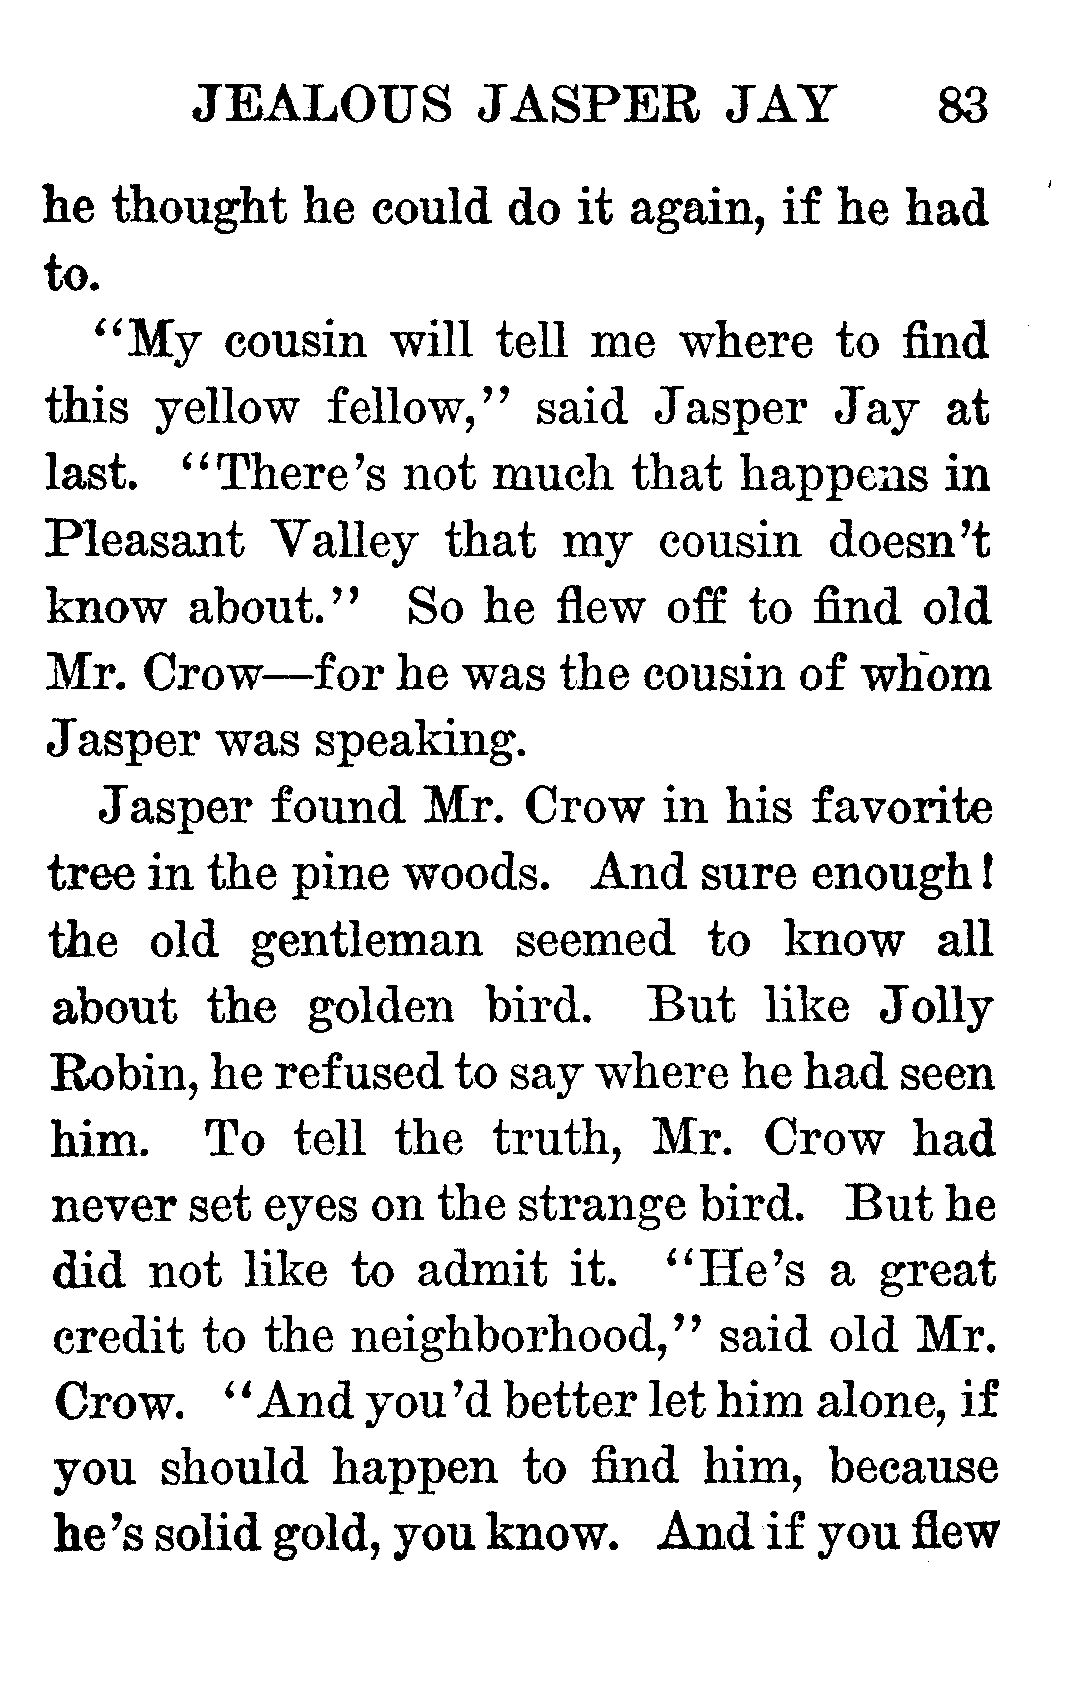 JEALOUS JASPER JAY 83
he thought he could do it again, if he had
to.
"My cousin will tell me where to find
this yellow fellow," said Jasper Jay at
last. "There's not much that happens in
Pleasant Valley that my cousin doesn't
know about." So he flew off to find old
Mr. Crow—for he was the cousin of whom
Jasper was speaking.
Jasper found Mr. Crow in his favorite
tree in the pine woods. And sure enough!
the old gentleman seemed to know all
about the golden bird. But like Jolly
Robin, he refused to say where he had seen
him. To tell the truth, Mr. Crow had
never set eyes on the strange bird. But he
did not like to admit it. "He's a great
credit to the neighborhood," said old Mr.
Crow. "And you'd better let him alone, if
you should happen to find him, because
he's solid gold, you know. And if you flew